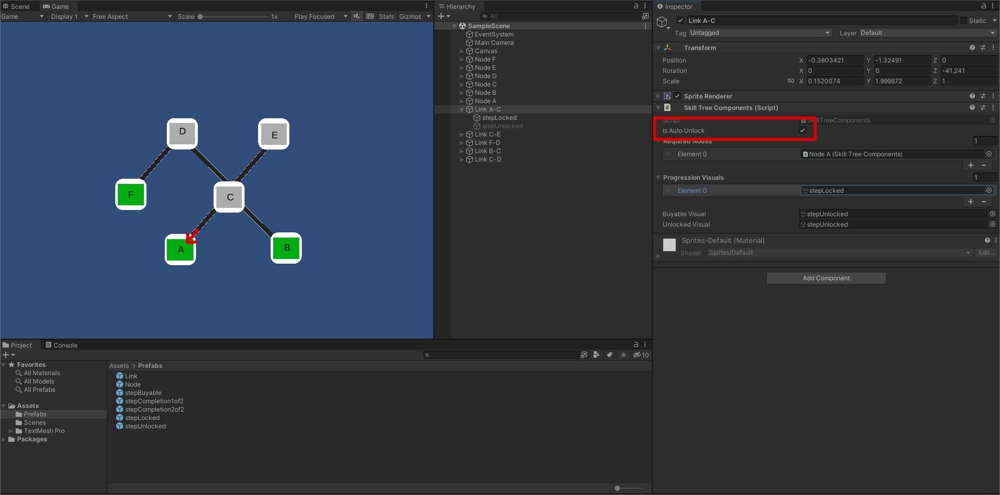 Scene Game
Game Display 1 Free Aspect Scale 1x Play Focused Stats Gizmos
D
E
F
C
A
B
Hierarchy
All
SampleScene
EventSystem
Main Camera
Canvas
Node F
Node E
Node D
Node C
Node B
Node A
Link A-C
stepLocked
stepUnlocked
Link C-E
Link F-D
Link B-C
Link C-D
Inspector
Link A-C Static
Tag Untagged Layer Default
Transform
Position X -0.3803421 Y -1.32491 Z 0
Rotation X 0 Y 0 Z -41.241
Scale X 0.1520074 Y 1.999872 Z 1
Sprite Renderer
# Skill Tree Components (Script)
Script SkillTreeComponents
Is Auto Unlock
Required Nodes 1
Element 0 Node A (Skill Tree Components)
+ −
Progression Visuals 1
Element 0 stepLocked
+ −
Buyable Visual stepUnlocked
Unlocked Visual stepUnlocked
Sprites-Default (Material)
Shader Sprites/Default Edit...
Add Component
Project Console
10
Favorites
All Materials
All Models
All Prefabs
Assets
Prefabs
Scenes
TextMesh Pro
Packages
Assets > Prefabs
Link
Node
stepBuyable
stepCompletion1of2
stepCompletion2of2
stepLocked
stepUnlocked